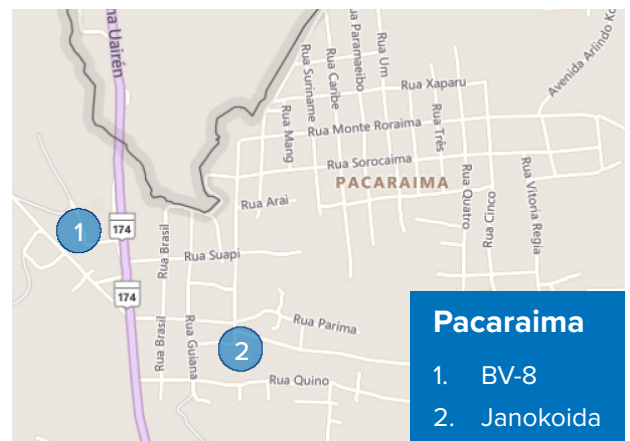 na Uairén
Rua Suriname
Rua Caribe
Rua Paramaeibo
Rua Um
Avenida Arlindo Ko
Rua Xaparu
Rua Mang
Rua Monte Roraima
Rua Três
Rua Sorocaima
PACARAIMA
Rua Quatro
Rua Cinco
Rua Vitoria Regia
Rua Arai
1
174
Rua Brasil
Rua Suapi
174
Rua Parima
Rua Brasil
Rua Guiana
2
Rua Quino
Pacaraima
1. BV-8
2. Janokoida